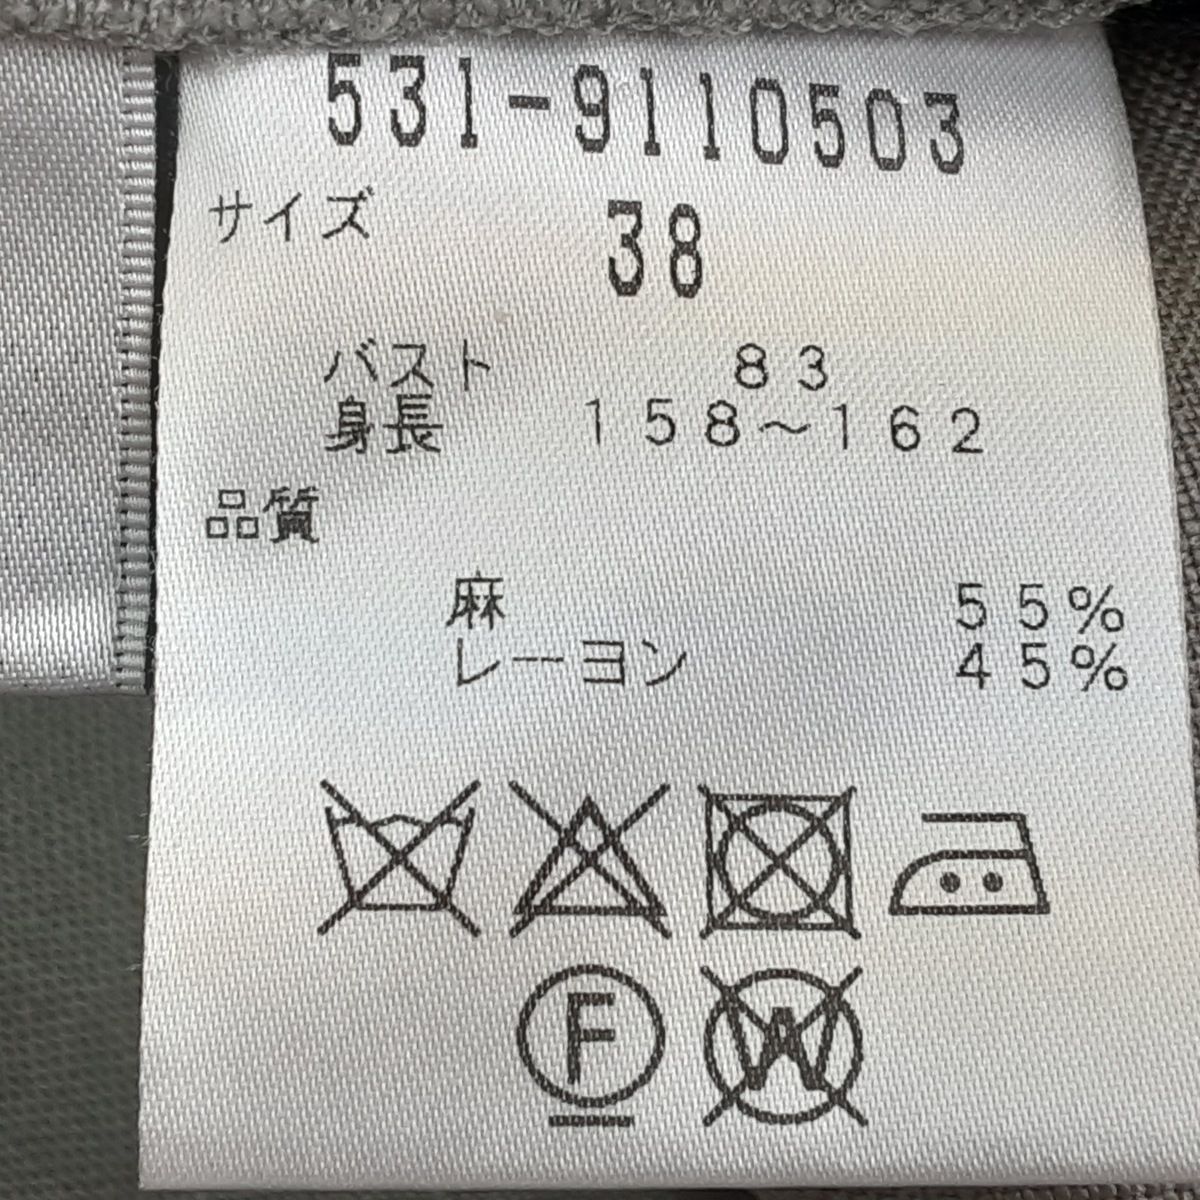 531-9110503
サイズ 38
バスト 83
身長 158～162
品質
麻 55%
レーヨン 45%
F W